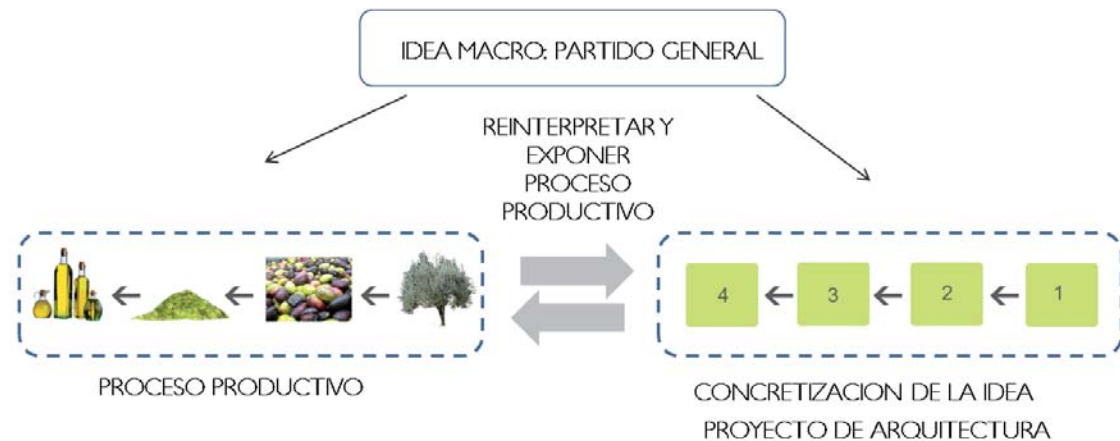 IDEA MACRO: PARTIDO GENERAL
REINTERPRETAR Y
EXPONER
PROCESO
PRODUCTIVO
4
3
2
1
PROCESO PRODUCTIVO
CONCRETIZACION DE LA IDEA
PROYECTO DE ARQUITECTURA